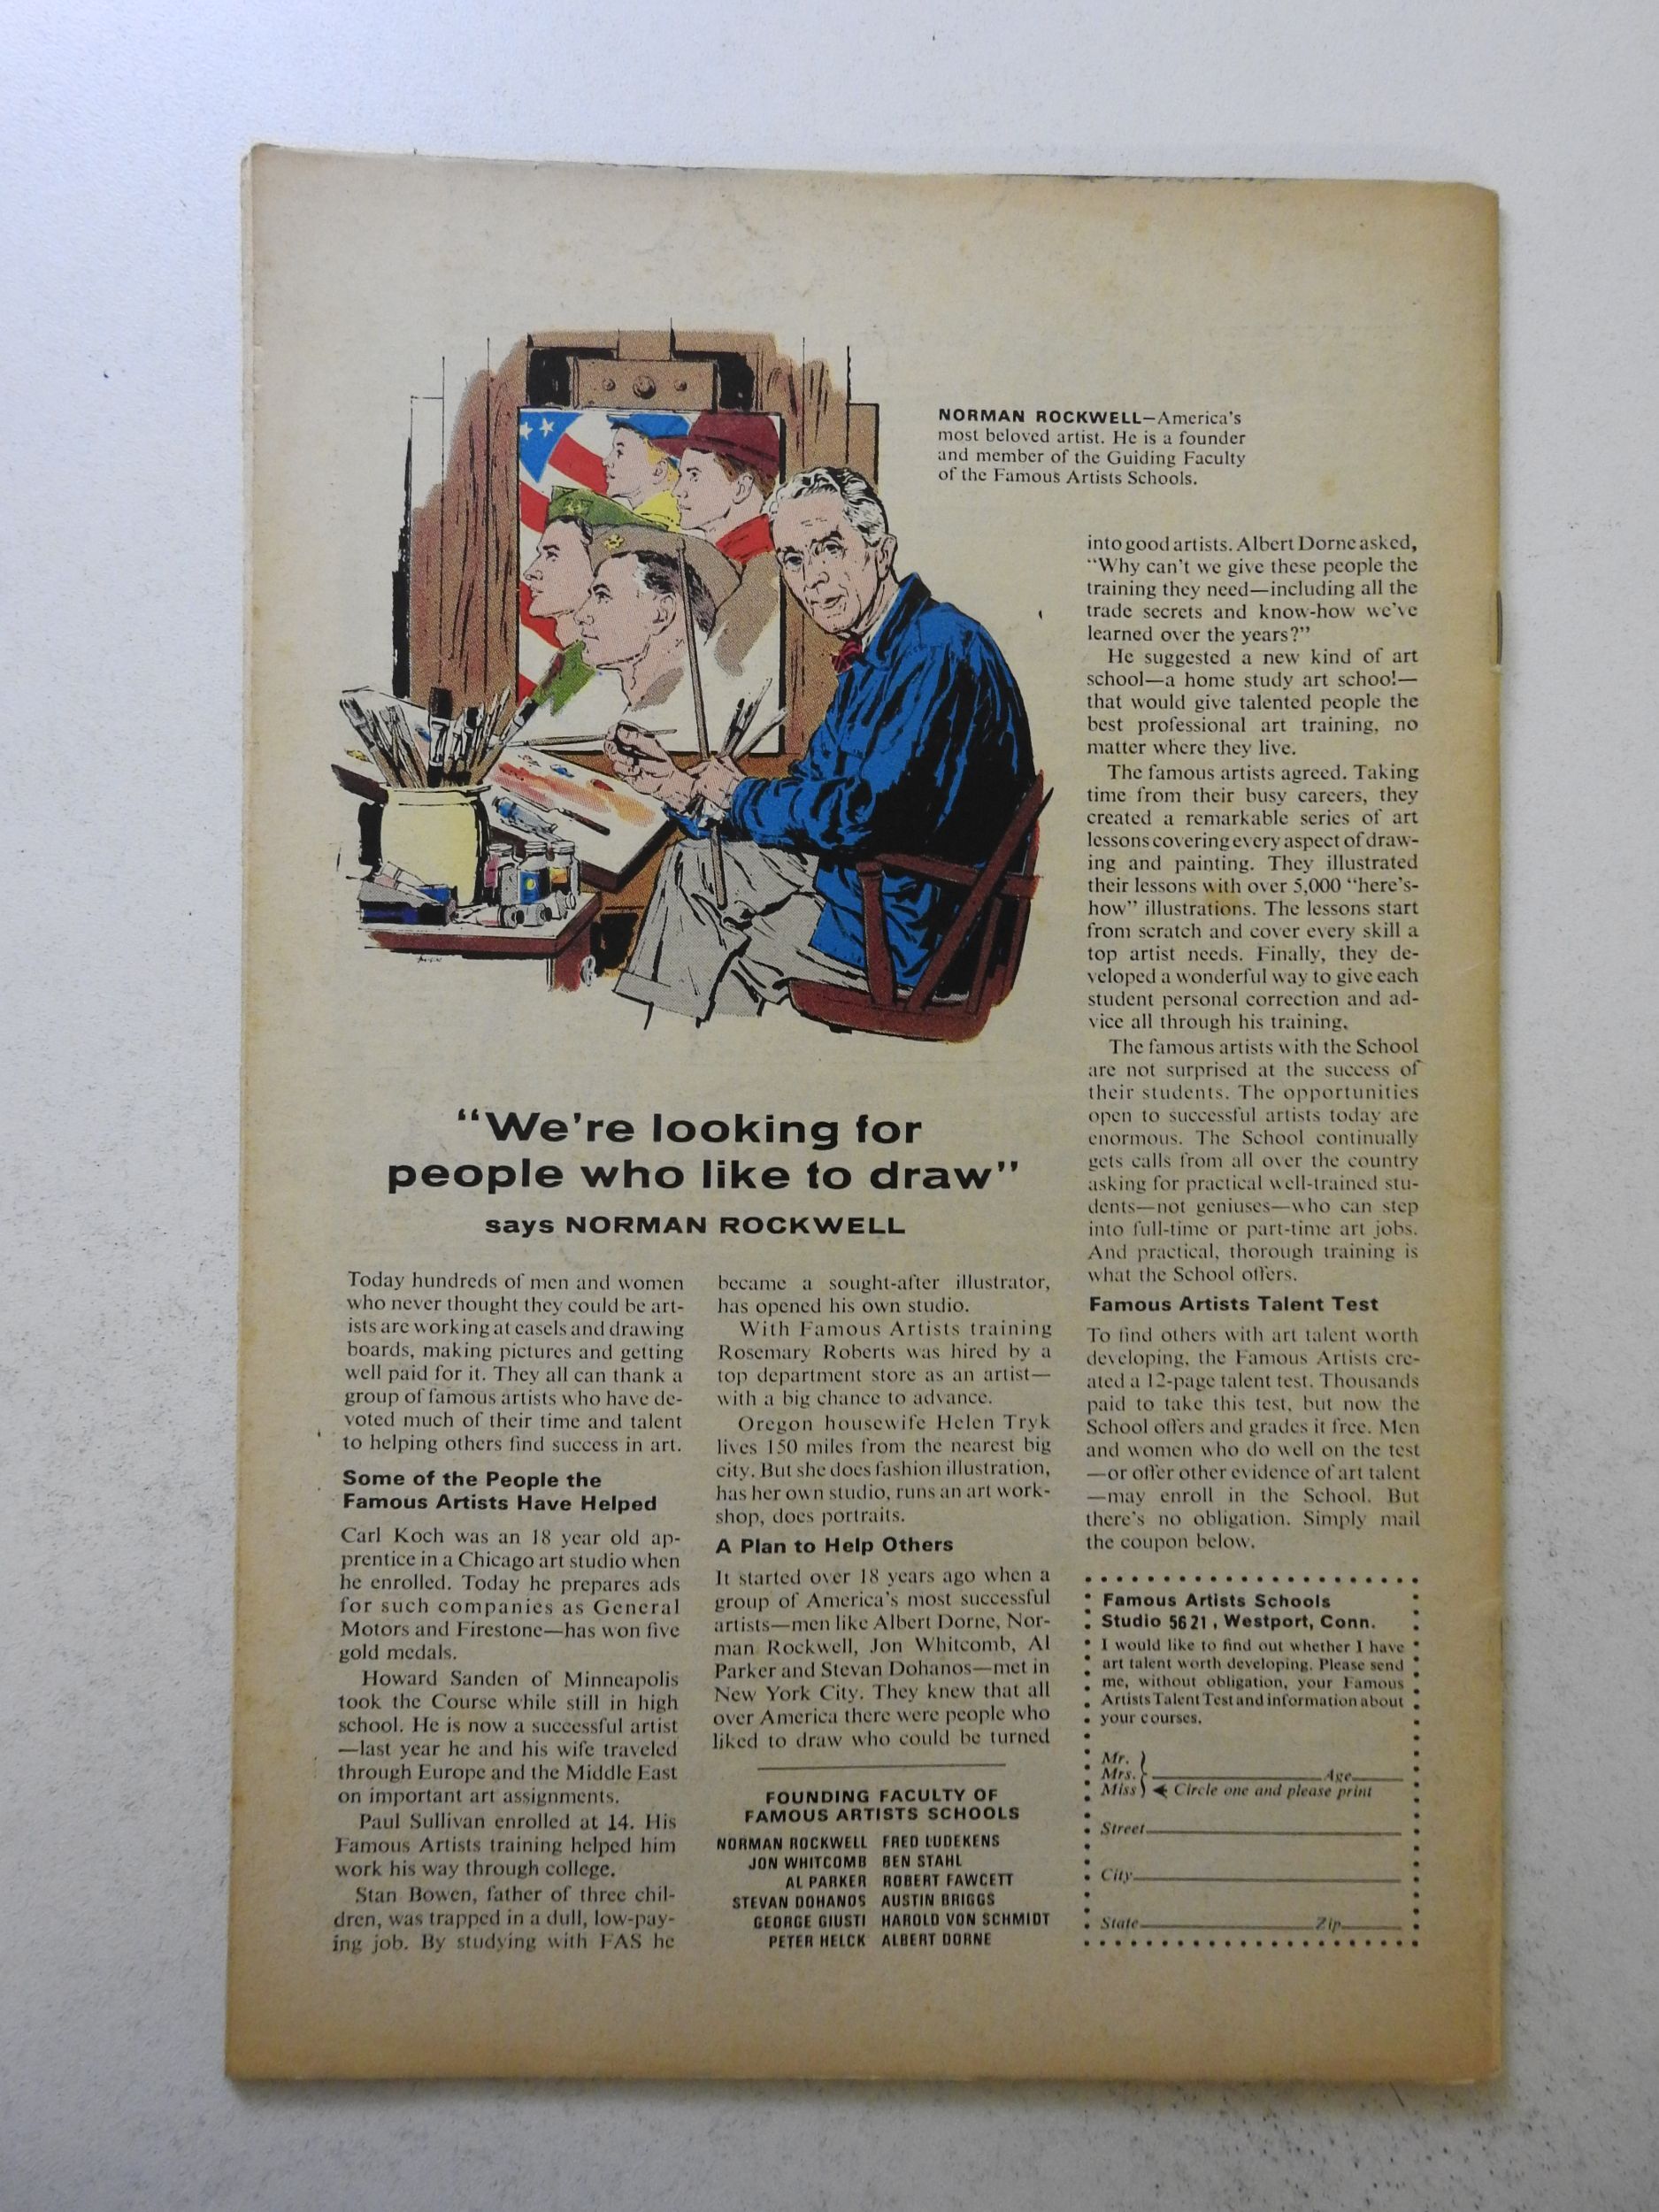 NORMAN ROCKWELL—America's
most beloved artist. He is a founder
and member of the Guiding Faculty
of the Famous Artists Schools.
"We're looking for
people who like to draw"
says NORMAN ROCKWELL
Today hundreds of men and women
who never thought they could be art-
ists are working at easels and drawing
boards, making pictures and getting
well paid for it. They all can thank a
group of famous artists who have de-
voted much of their time and talent
to helping others find success in art.
Some of the People the
Famous Artists Have Helped
Carl Koch was an 18 year old ap-
prentice in a Chicago art studio when
he enrolled. Today he prepares ads
for such companies as General
Motors and Firestone—has won five
gold medals.
Howard Sanden of Minneapolis
took the Course while still in high
school. He is now a successful artist
—last year he and his wife traveled
through Europe and the Middle East
on important art assignments.
Paul Sullivan enrolled at 14. His
Famous Artists training helped him
work his way through college.
Stan Bowen, father of three chil-
dren, was trapped in a dull, low-pay-
ing job. By studying with FAS he
became a sought-after illustrator,
has opened his own studio.
With Famous Artists training
Rosemary Roberts was hired by a
top department store as an artist—
with a big chance to advance.
Oregon housewife Helen Tryk
lives 150 miles from the nearest big
city. But she does fashion illustration,
has her own studio, runs an art work-
shop, does portraits.
A Plan to Help Others
It started over 18 years ago when a
group of America's most successful
artists—men like Albert Dorne, Nor-
man Rockwell, Jon Whitcomb, Al
Parker and Stevan Dohanos—met in
New York City. They knew that all
over America there were people who
liked to draw who could be turned
FOUNDING FACULTY OF
FAMOUS ARTISTS SCHOOLS
NORMAN ROCKWELL FRED LUDEKENS
JON WHITCOMB BEN STAHL
AL PARKER ROBERT FAWCETT
STEVAN DOHANOS AUSTIN BRIGGS
GEORGE GIUSTI HAROLD VON SCHMIDT
PETER HELCK ALBERT DORNE
into good artists. Albert Dorne asked,
"Why can't we give these people the
training they need—including all the
trade secrets and know-how we've
learned over the years?"
He suggested a new kind of art
school—a home study art school—
that would give talented people the
best professional art training, no
matter where they live.
The famous artists agreed. Taking
time from their busy careers, they
created a remarkable series of art
lessons covering every aspect of draw-
ing and painting. They illustrated
their lessons with over 5,000 "here's-
how" illustrations. The lessons start
from scratch and cover every skill a
top artist needs. Finally, they de-
veloped a wonderful way to give each
student personal correction and ad-
vice all through his training.
The famous artists with the School
are not surprised at the success of
their students. The opportunities
open to successful artists today are
enormous. The School continually
gets calls from all over the country
asking for practical well-trained stu-
dents—not geniuses—who can step
into full-time or part-time art jobs.
And practical, thorough training is
what the School offers.
Famous Artists Talent Test
To find others with art talent worth
developing, the Famous Artists cre-
ated a 12-page talent test. Thousands
paid to take this test, but now the
School offers and grades it free. Men
and women who do well on the test
—or offer other evidence of art talent
—may enroll in the School. But
there's no obligation. Simply mail
the coupon below.
Famous Artists Schools
Studio 5621, Westport, Conn.
I would like to find out whether I have
art talent worth developing. Please send
me, without obligation, your Famous
Artists Talent Test and information about
your courses.
Mr.
Mrs. Age
Miss Circle one and please print
Street
City
State Zip